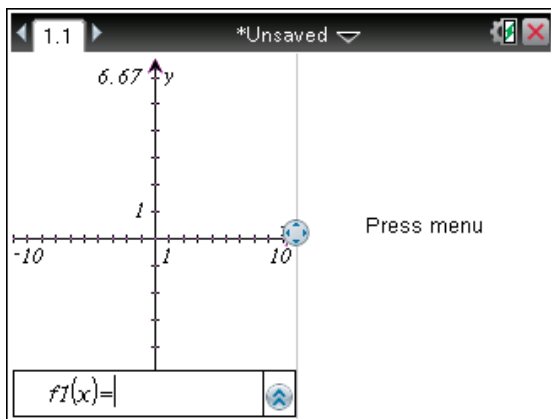 1.1 *Unsaved
6.67 y
1
-10 1 10
Press menu
f1(x)=